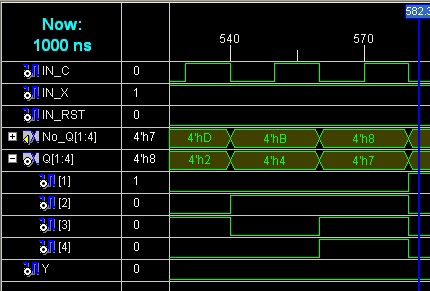 582.3
Now:
1000 ns
540 570
IN_C 0
IN_X 1
IN_RST 0
No_Q[1:4] 4'h7 4'hD 4'hB 4'h8
Q[1:4] 4'h8 4'h2 4'h4 4'h7
[1] 1
[2] 0
[3] 0
[4] 0
Y 0